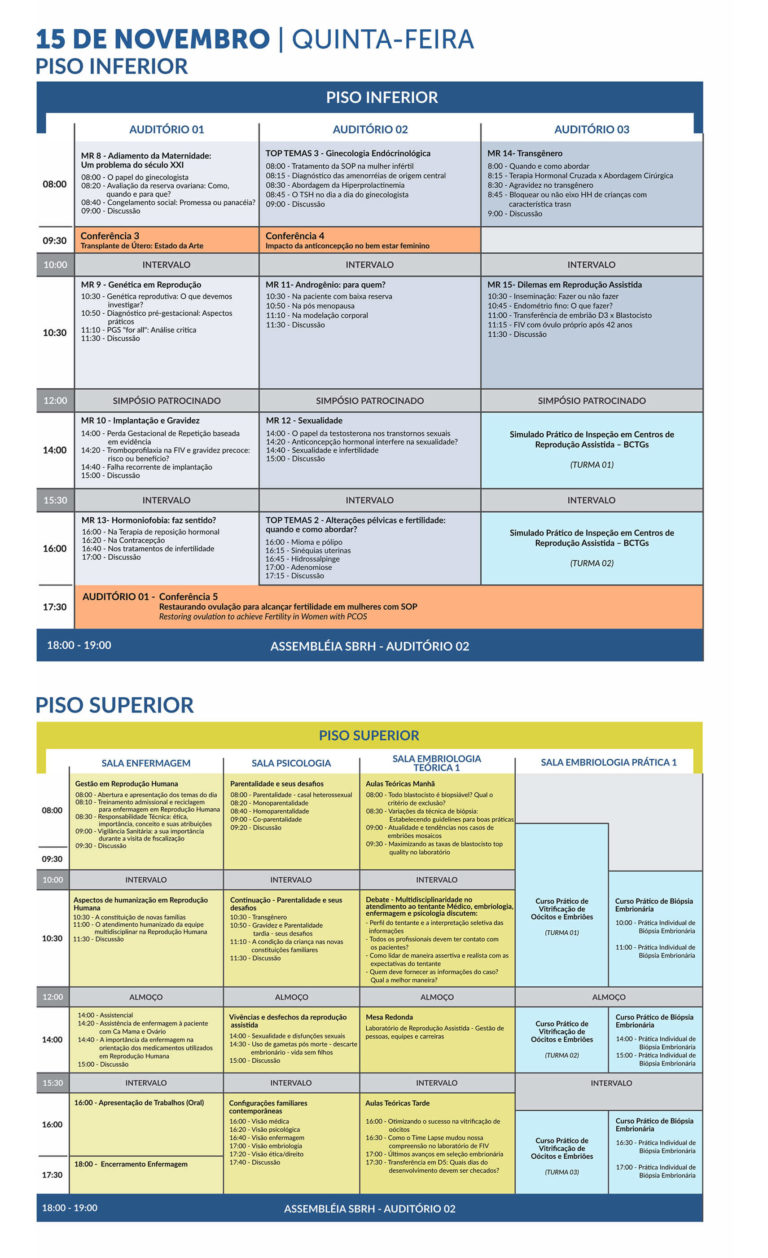 15 DE NOVEMBRO | QUINTA-FEIRA
PISO INFERIOR
PISO INFERIOR
AUDITÓRIO 01
AUDITÓRIO 02
AUDITÓRIO 03
08:00
MR 8 - Adiamento da Maternidade:
Um problema do século XXI
08:00 - O papel do ginecologista
08:20 - Avaliação da reserva ovariana: Como,
quando e para que?
08:40 - Congelamento social: Promessa ou panacéia?
09:00 - Discussão
TOP TEMAS 3 - Ginecologia Endócrinológica
08:00 - Tratamento da SOP na mulher infértil
08:15 - Diagnóstico das amenorréias de origem central
08:30 - Abordagem da Hiperprolactinemia
08:45 - O TSH no dia a dia do ginecologista
09:00 - Discussão
MR 14- Transgênero
8:00 - Quando e como abordar
8:15 - Terapia Hormonal Cruzada x Abordagem Cirúrgica
8:30 - Agravidez no transgênero
8:45 - Bloquear ou não eixo HH de crianças com
característica trasn
9:00 - Discussão
09:30
Conferência 3
Transplante de Útero: Estado da Arte
Conferência 4
Impacto da anticoncepção no bem estar feminino
10:00
INTERVALO
INTERVALO
INTERVALO
10:30
MR 9 - Genética em Reprodução
10:30 - Genética reprodutiva: O que devemos
investigar?
10:50 - Diagnóstico pré-gestacional: Aspectos
práticos
11:10 - PGS "for all": Análise crítica
11:30 - Discussão
MR 11- Androgênio: para quem?
10:30 - Na paciente com baixa reserva
10:50 - Na pós menopausa
11:10 - Na modelação corporal
11:30 - Discussão
MR 15- Dilemas em Reprodução Assistida
10:30 - Inseminação: Fazer ou não fazer
10:45 - Endométrio fino: O que fazer?
11:00 - Transferência de embrião D3 x Blastocisto
11:15 - FIV com óvulo próprio após 42 anos
11:30 - Discussão
12:00
SIMPÓSIO PATROCINADO
SIMPÓSIO PATROCINADO
SIMPÓSIO PATROCINADO
14:00
MR 10 - Implantação e Gravidez
14:00 - Perda Gestacional de Repetição baseada
em evidência
14:20 - Tromboprofilaxia na FIV e gravidez precoce:
risco ou benefício?
14:40 - Falha recorrente de implantação
15:00 - Discussão
MR 12 - Sexualidade
14:00 - O papel da testosterona nos transtornos sexuais
14:20 - Anticoncepção hormonal interfere na sexualidade?
14:40 - Sexualidade e infertilidade
15:00 - Discussão
Simulado Prático de Inspeção em Centros de
Reprodução Assistida – BCTGs
(TURMA 01)
15:30
INTERVALO
INTERVALO
INTERVALO
16:00
MR 13- Hormoniofobia: faz sentido?
16:00 - Na Terapia de reposição hormonal
16:20 - Na Contracepção
16:40 - Nos tratamentos de infertilidade
17:00 - Discussão
TOP TEMAS 2 - Alterações pélvicas e fertilidade:
quando e como abordar?
16:00 - Mioma e pólipo
16:15 - Sinéquias uterinas
16:45 - Hidrossalpinge
17:00 - Adenomiose
17:15 - Discussão
Simulado Prático de Inspeção em Centros de
Reprodução Assistida – BCTGs
(TURMA 02)
17:30
AUDITÓRIO 01 - Conferência 5
Restaurando ovulação para alcançar fertilidade em mulheres com SOP
Restoring ovulation to achieve Fertility in Women with PCOS
18:00 - 19:00
ASSEMBLÉIA SBRH - AUDITÓRIO 02
PISO SUPERIOR
PISO SUPERIOR
SALA ENFERMAGEM
SALA PSICOLOGIA
SALA EMBRIOLOGIA
TEÓRICA 1
SALA EMBRIOLOGIA PRÁTICA 1
08:00
Gestão em Reprodução Humana
08:00 - Abertura e apresentação dos temas do dia
08:10 - Treinamento admissional e reciclagem
para enfermagem em Reprodução Humana
08:30 - Responsabilidade Técnica: ética,
importância, conceito e suas atribuições
09:00 - Vigilância Sanitária: a sua importância
durante a visita de fiscalização
09:30 - Discussão
Parentalidade e seus desafios
08:00 - Parentalidade - casal heterossexual
08:20 - Monoparentalidade
08:40 - Homoparentalidade
09:00 - Co-parentalidade
09:20 - Discussão
Aulas Teóricas Manhã
08:00 - Todo blastocisto é biopsiável? Qual o
critério de exclusão?
08:30 - Variações da técnica de biópsia:
Estabelecendo guidelines para boas práticas
09:00 - Atualidade e tendências nos casos de
embriões mosaicos
09:30 - Maximizando as taxas de blastocisto top
quality no laboratório
09:30
10:00
INTERVALO
INTERVALO
INTERVALO
10:30
Aspectos de humanização em Reprodução
Humana
10:30 - A constituição de novas famílias
11:00 - O atendimento humanizado da equipe
multidisciplinar na Reprodução Humana
11:30 - Discussão
Continuação - Parentalidade e seus
desafios
10:30 - Transgênero
10:50 - Gravidez e Parentalidade
tardia - seus desafios
11:10 - A condição da criança nas novas
constituições familiares
11:30 - Discussão
Debate - Multidisciplinaridade no
atendimento ao tentante Médico, embriologia,
enfermagem e psicologia discutem:
- Perfil do tentante e a interpretação seletiva das
informações
- Todos os profissionais devem ter contato com
os pacientes?
- Como lidar de maneira assertiva e realista com as
expectativas do tentante
- Quem deve fornecer as informações do caso?
Qual a melhor maneira?
Curso Prático de
Vitrificação de
Oócitos e Embriões
(TURMA 01)
Curso Prático de Biópsia
Embrionária
10:00 - Prática Individual de
Biópsia Embrionária
11:00 - Prática Individual de
Biópsia Embrionária
12:00
ALMOÇO
ALMOÇO
ALMOÇO
ALMOÇO
14:00
14:00 - Assistencial
14:20 - Assistência de enfermagem à paciente
com Ca Mama e Ovário
14:40 - A importância da enfermagem na
orientação dos medicamentos utilizados
em Reprodução Humana
15:00 - Discussão
Vivências e desfechos da reprodução
assistida
14:00 - Sexualidade e disfunções sexuais
14:30 - Uso de gametas pós morte - descarte
embrionário - vida sem filhos
15:00 - Discussão
Mesa Redonda
Laboratório de Reprodução Assistida - Gestão de
pessoas, equipes e carreiras
Curso Prático de
Vitrificação de
Oócitos e Embriões
(TURMA 02)
Curso Prático de Biópsia
Embrionária
14:00 - Prática Individual de
Biópsia Embrionária
15:00 - Prática Individual de
Biópsia Embrionária
15:30
INTERVALO
INTERVALO
INTERVALO
INTERVALO
16:00
16:00 - Apresentação de Trabalhos (Oral)
Configurações familiares
contemporâneas
16:00 - Visão médica
16:20 - Visão psicológica
16:40 - Visão enfermagem
17:00 - Visão embriologia
17:20 - Visão ética/direito
17:40 - Discussão
Aulas Teóricas Tarde
16:00 - Otimizando o sucesso na vitrificação de
oócitos
16:30 - Como o Time Lapse mudou nossa
compreensão no laboratório de FIV
17:00 - Últimos avanços em seleção embrionária
17:30 - Transferência em D5: Quais dias do
desenvolvimento devem ser checados?
Curso Prático de
Vitrificação de
Oócitos e Embriões
(TURMA 03)
Curso Prático de Biópsia
Embrionária
16:30 - Prática Individual de
Biópsia Embrionária
17:00 - Prática Individual de
Biópsia Embrionária
17:30
18:00 - Encerramento Enfermagem
18:00 - 19:00
ASSEMBLÉIA SBRH - AUDITÓRIO 02